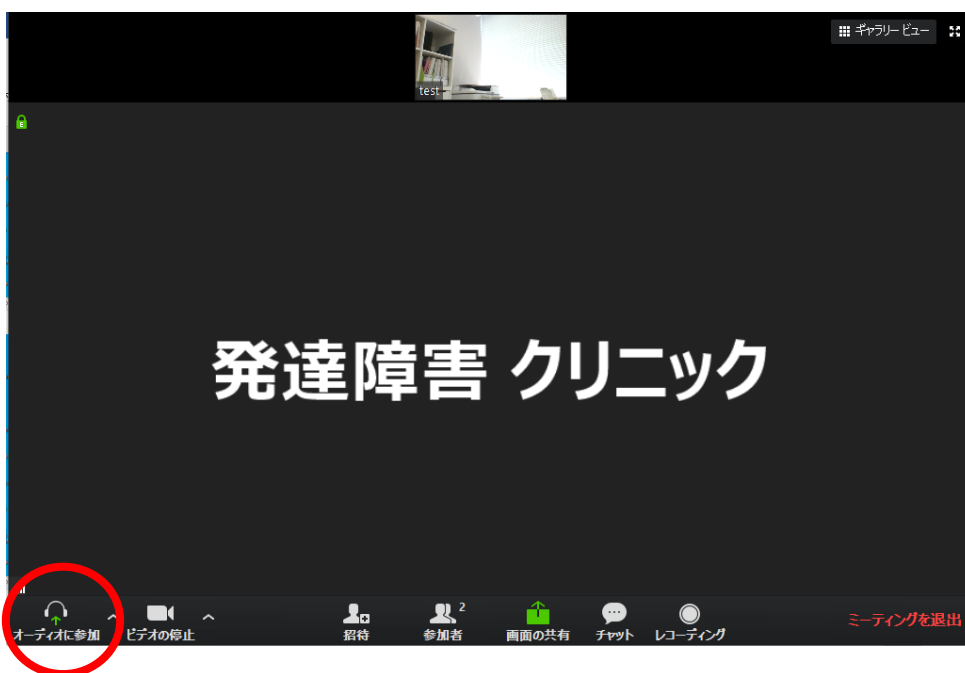 ギャラリー ビュー
test
E
発達障害 クリニック
オーディオに参加
ビデオの停止
招待
参加者 2
画面の共有
チャット
レコーディング
ミーティングを退出